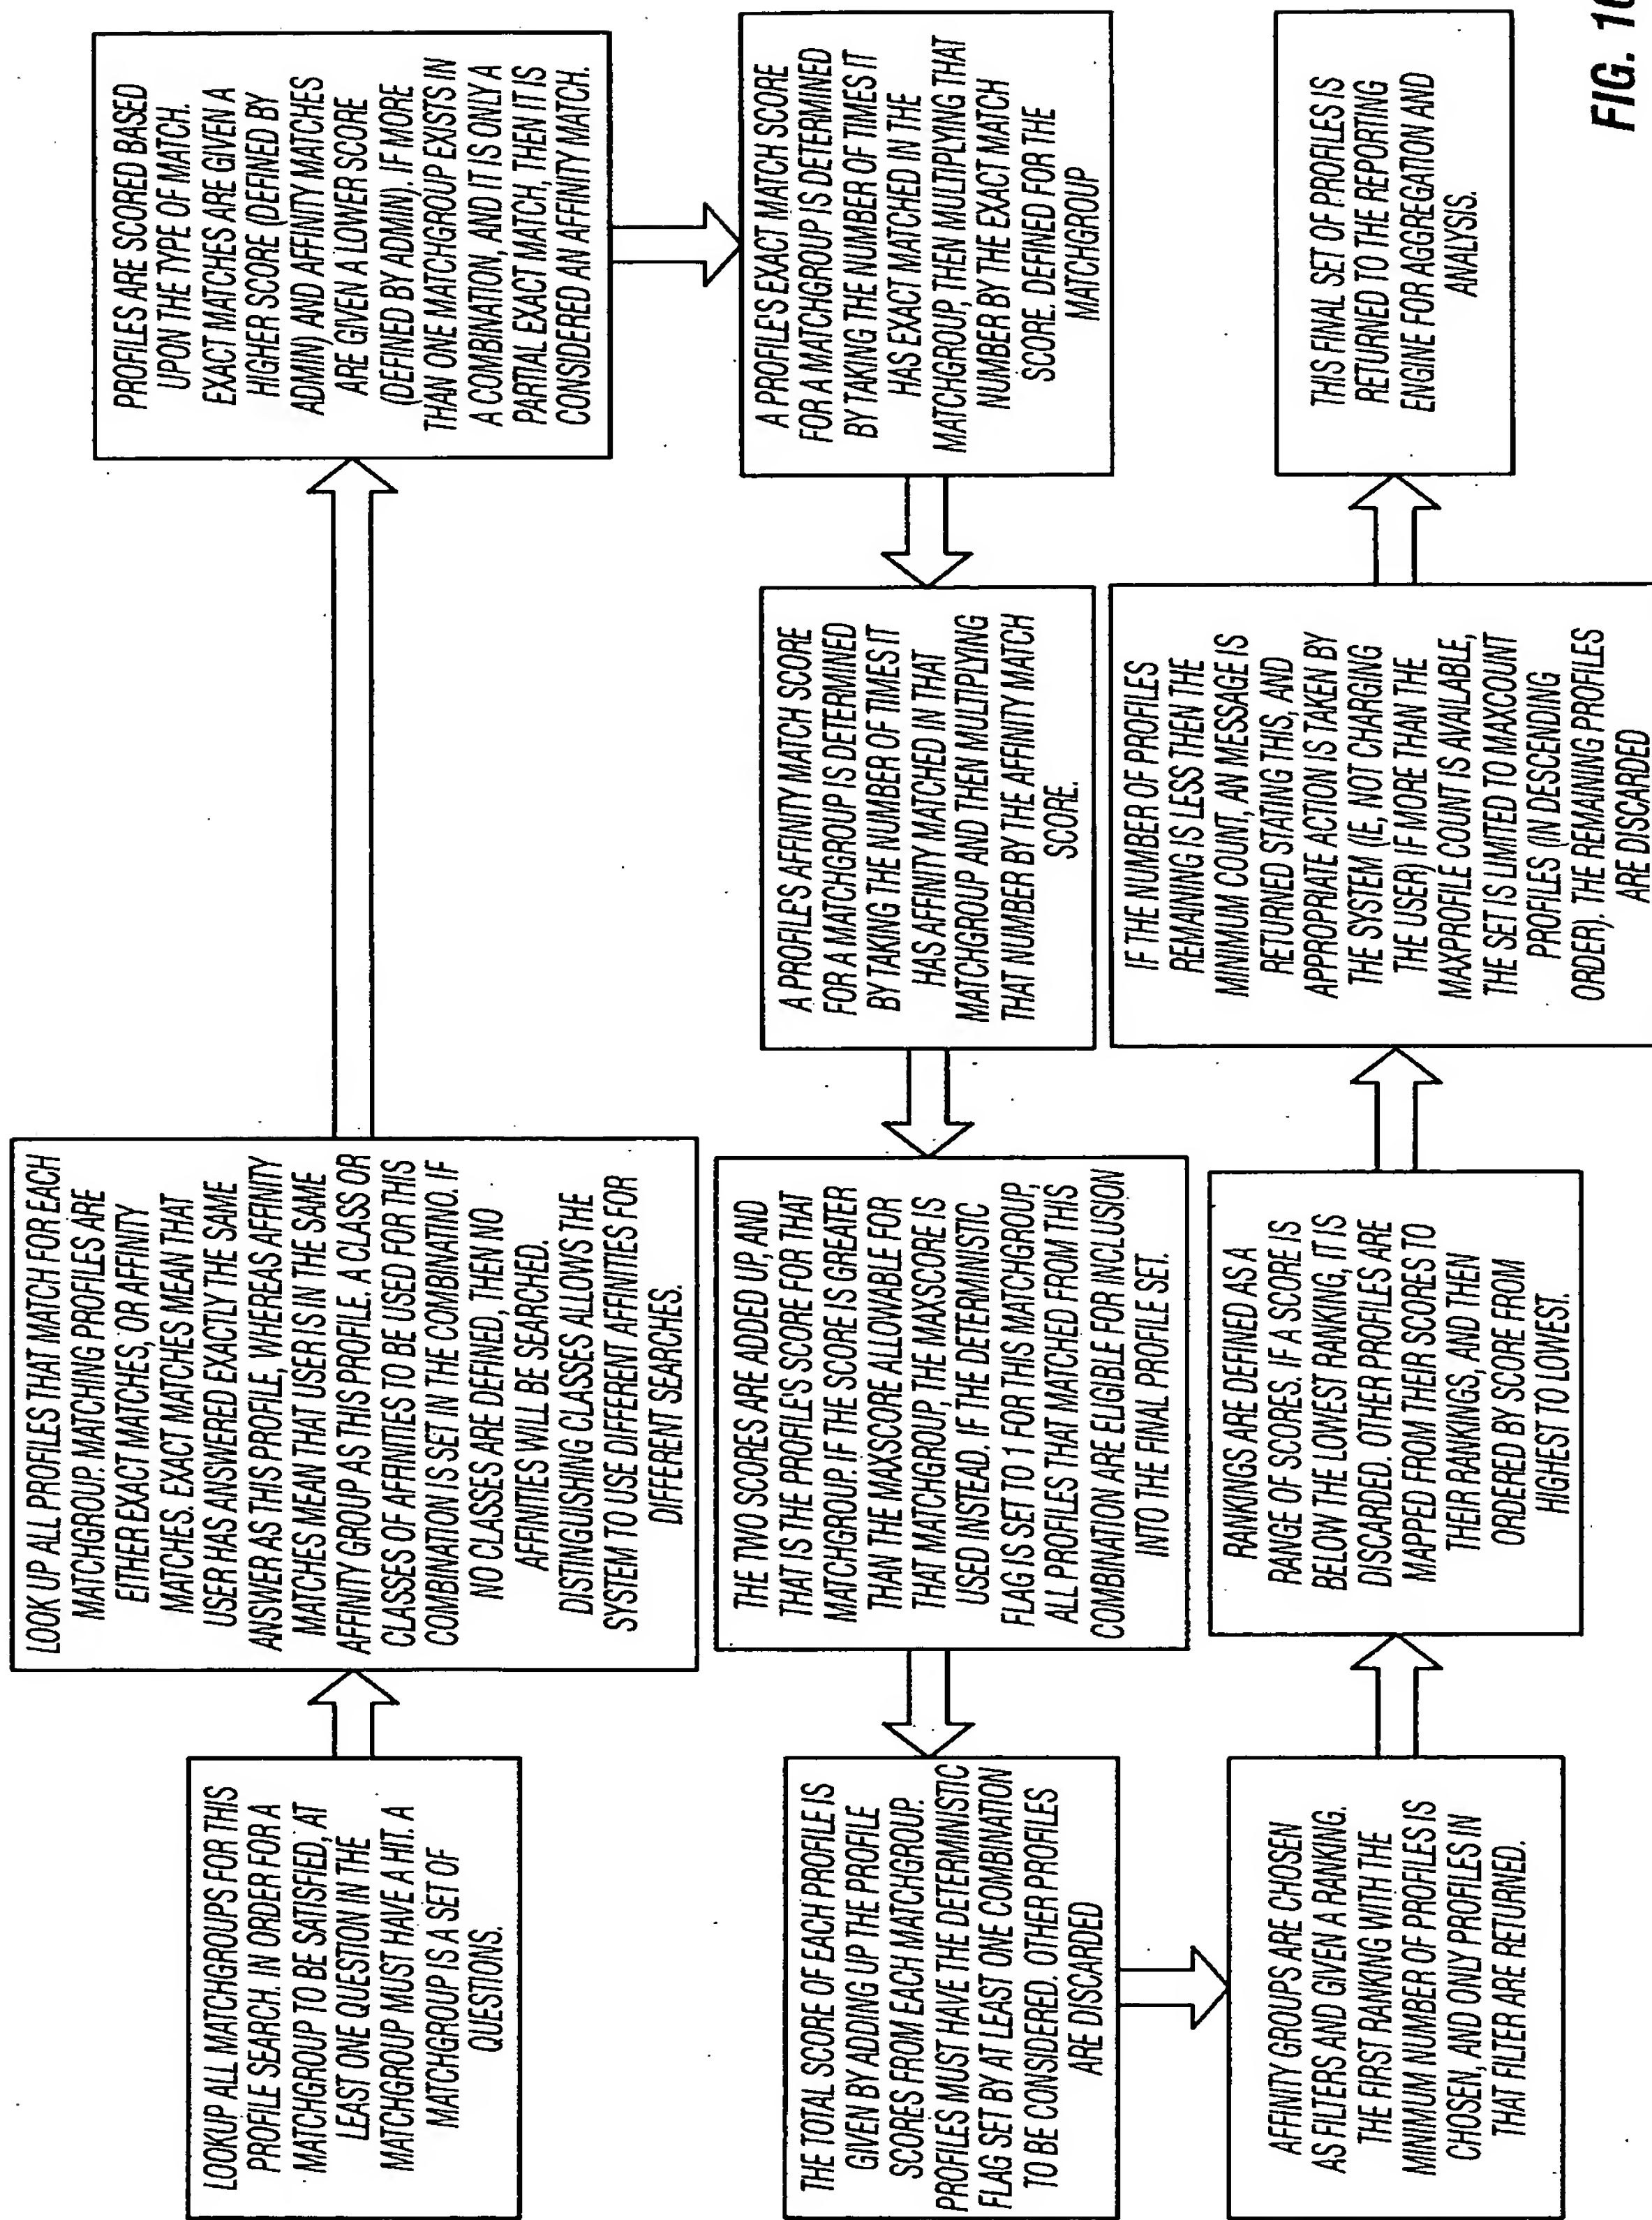 LOOKUP ALL MATCHGROUPS FOR THIS
PROFILE SEARCH. IN ORDER FOR A
MATCHGROUP TO BE SATISFIED, AT
LEAST ONE QUESTION IN THE
MATCHGROUP MUST HAVE A HIT. A
MATCHGROUP IS A SET OF
QUESTIONS.
LOOK UP ALL PROFILES THAT MATCH FOR EACH
MATCHGROUP. MATCHING PROFILES ARE
EITHER EXACT MATCHES, OR AFFINITY
MATCHES. EXACT MATCHES MEAN THAT
USER HAS ANSWERED EXACTLY THE SAME
ANSWER AS THIS PROFILE, WHEREAS AFFINITY
MATCHES MEAN THAT USER IS IN THE SAME
AFFINITY GROUP AS THIS PROFILE. A CLASS OR
CLASSES OF AFFINITIES TO BE USED FOR THIS
COMBINATION IS SET IN THE COMBINATINO. IF
NO CLASSES ARE DEFINED, THEN NO
AFFINITIES WILL BE SEARCHED.
DISTINGUISHING CLASSES ALLOWS THE
SYSTEM TO USE DIFFERENT AFFINITIES FOR
DIFFERENT SEARCHES.
PROFILES ARE SCORED BASED
UPON THE TYPE OF MATCH.
EXACT MATCHES ARE GIVEN A
HIGHER SCORE (DEFINED BY
ADMIN) AND AFFINITY MATCHES
ARE GIVEN A LOWER SCORE
(DEFINED BY ADMIN). IF MORE
THAN ONE MATCHGROUP EXISTS IN
A COMBINATION, AND IT IS ONLY A
PARTIAL EXACT MATCH, THEN IT IS
CONSIDERED AN AFFINITY MATCH.
A PROFILE'S EXACT MATCH SCORE
FOR A MATCHGROUP IS DETERMINED
BY TAKING THE NUMBER OF TIMES IT
HAS EXACT MATCHED IN THE
MATCHGROUP, THEN MULTIPLYING THAT
NUMBER BY THE EXACT MATCH
SCORE. DEFINED FOR THE
MATCHGROUP
A PROFILE'S AFFINITY MATCH SCORE
FOR A MATCHGROUP IS DETERMINED
BY TAKING THE NUMBER OF TIMES IT
HAS AFFINITY MATCHED IN THAT
MATCHGROUP AND THEN MULTIPLYING
THAT NUMBER BY THE AFFINITY MATCH
SCORE.
THE TWO SCORES ARE ADDED UP, AND
THAT IS THE PROFILE'S SCORE FOR THAT
MATCHGROUP. IF THE SCORE IS GREATER
THAN THE MAXSCORE ALLOWABLE FOR
THAT MATCHGROUP, THE MAXSCORE IS
USED INSTEAD. IF THE DETERMINISTIC
FLAG IS SET TO 1 FOR THIS MATCHGROUP,
ALL PROFILES THAT MATCHED FROM THIS
COMBINATION ARE ELIGIBLE FOR INCLUSION
INTO THE FINAL PROFILE SET.
THE TOTAL SCORE OF EACH PROFILE IS
GIVEN BY ADDING UP THE PROFILE
SCORES FROM EACH MATCHGROUP.
PROFILES MUST HAVE THE DETERMINISTIC
FLAG SET BY AT LEAST ONE COMBINATION
TO BE CONSIDERED. OTHER PROFILES
ARE DISCARDED
AFFINITY GROUPS ARE CHOSEN
AS FILTERS AND GIVEN A RANKING.
THE FIRST RANKING WITH THE
MINIMUM NUMBER OF PROFILES IS
CHOSEN, AND ONLY PROFILES IN
THAT FILTER ARE RETURNED.
RANKINGS ARE DEFINED AS A
RANGE OF SCORES. IF A SCORE IS
BELOW THE LOWEST RANKING, IT IS
DISCARDED. OTHER PROFILES ARE
MAPPED FROM THEIR SCORES TO
THEIR RANKINGS, AND THEN
ORDERED BY SCORE FROM
HIGHEST TO LOWEST.
IF THE NUMBER OF PROFILES
REMAINING IS LESS THEN THE
MINIMUM COUNT, AN MESSAGE IS
RETURNED STATING THIS, AND
APPROPRIATE ACTION IS TAKEN BY
THE SYSTEM (IE, NOT CHARGING
THE USER) IF MORE THAN THE
MAXPROFILE COUNT IS AVAILABLE,
THE SET IS LIMITED TO MAXCOUNT
PROFILES (IN DESCENDING
ORDER). THE REMAINING PROFILES
ARE DISCARDED
THIS FINAL SET OF PROFILES IS
RETURNED TO THE REPORTING
ENGINE FOR AGGREGATION AND
ANALYSIS.
FIG.